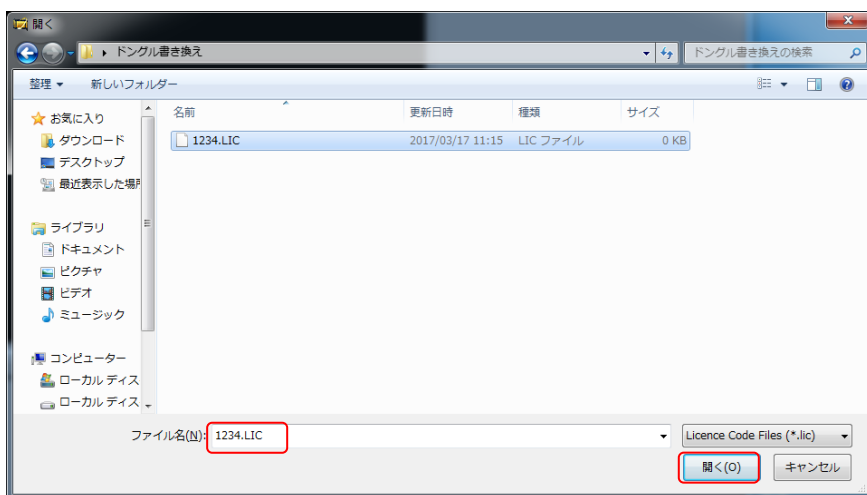 開く
ドングル書き換え
ドングル書き換えの検索
整理
新しいフォルダー
名前 更新日時 種類 サイズ
お気に入り
ダウンロード
デスクトップ
最近表示した場所
ライブラリ
ドキュメント
ピクチャ
ビデオ
ミュージック
コンピューター
ローカル ディス
ローカル ディス
1234.LIC 2017/03/17 11:15 LIC ファイル 0 KB
ファイル名(N): 1234.LIC
Licence Code Files (*.lic)
開く(O) キャンセル